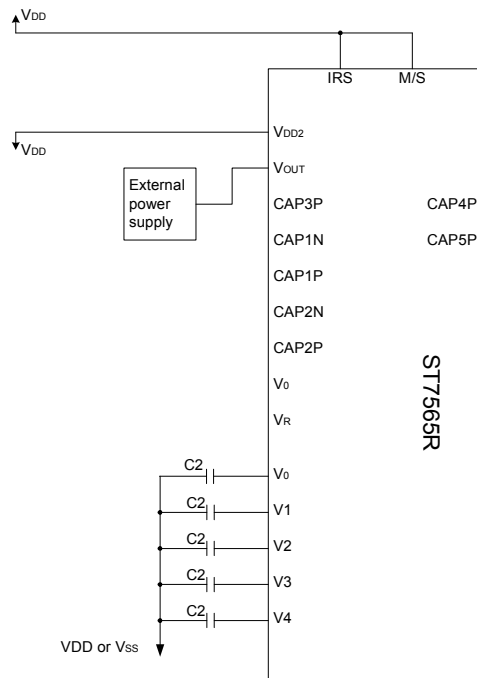 VDD
IRS M/S
VDD2
VDD
VOUT
External
power
supply
CAP3P CAP4P
CAP1N CAP5P
CAP1P
CAP2N
CAP2P
V0
VR
ST7565R
C2 V0
C2 V1
C2 V2
C2 V3
C2 V4
VDD or VSS